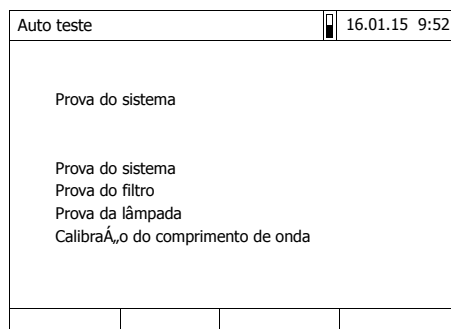 Auto teste 16.01.15 9:52
Prova do sistema
Prova do sistema
Prova do filtro
Prova da lâmpada
CalibraÁ„o do comprimento de onda